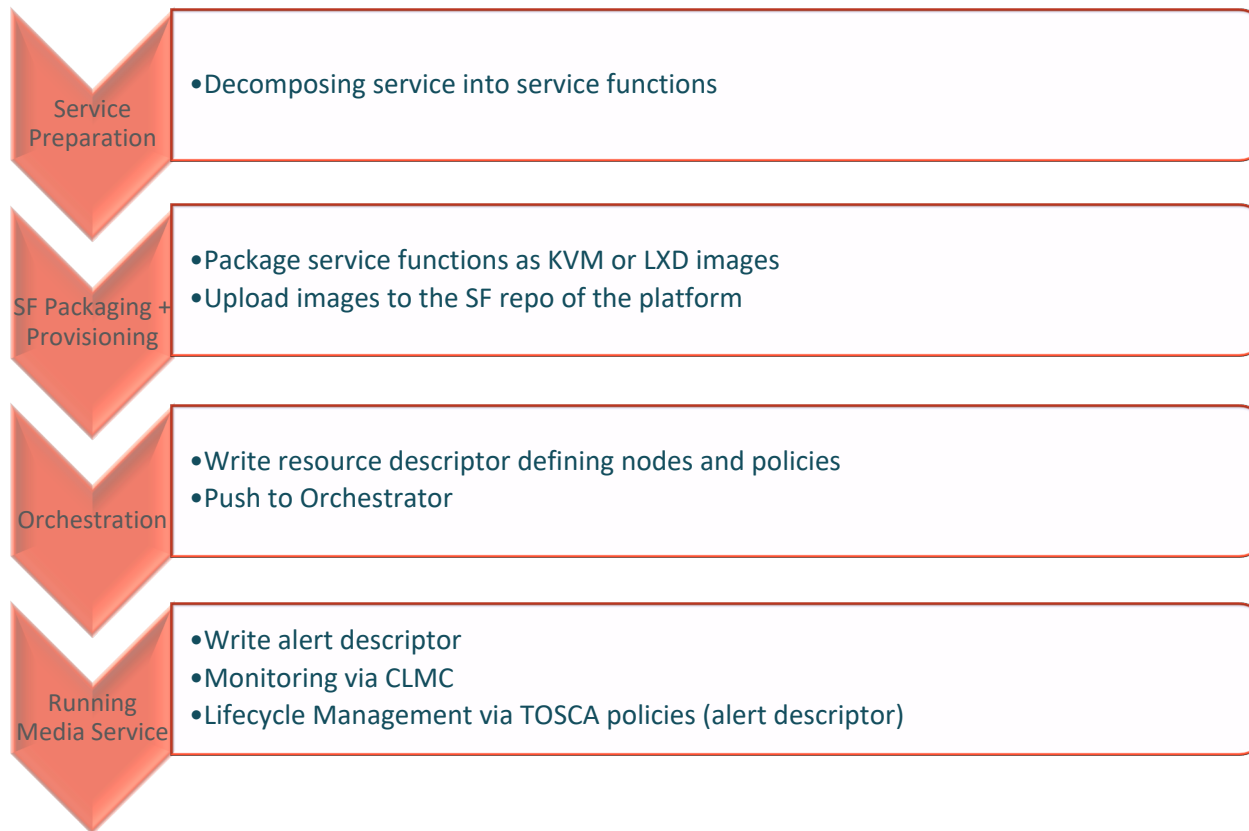 Service
Preparation
•Decomposing service into service functions
SF Packaging +
Provisioning
•Package service functions as KVM or LXD images
•Upload images to the SF repo of the platform
Orchestration
•Write resource descriptor defining nodes and policies
•Push to Orchestrator
Running
Media Service
•Write alert descriptor
•Monitoring via CLMC
•Lifecycle Management via TOSCA policies (alert descriptor)